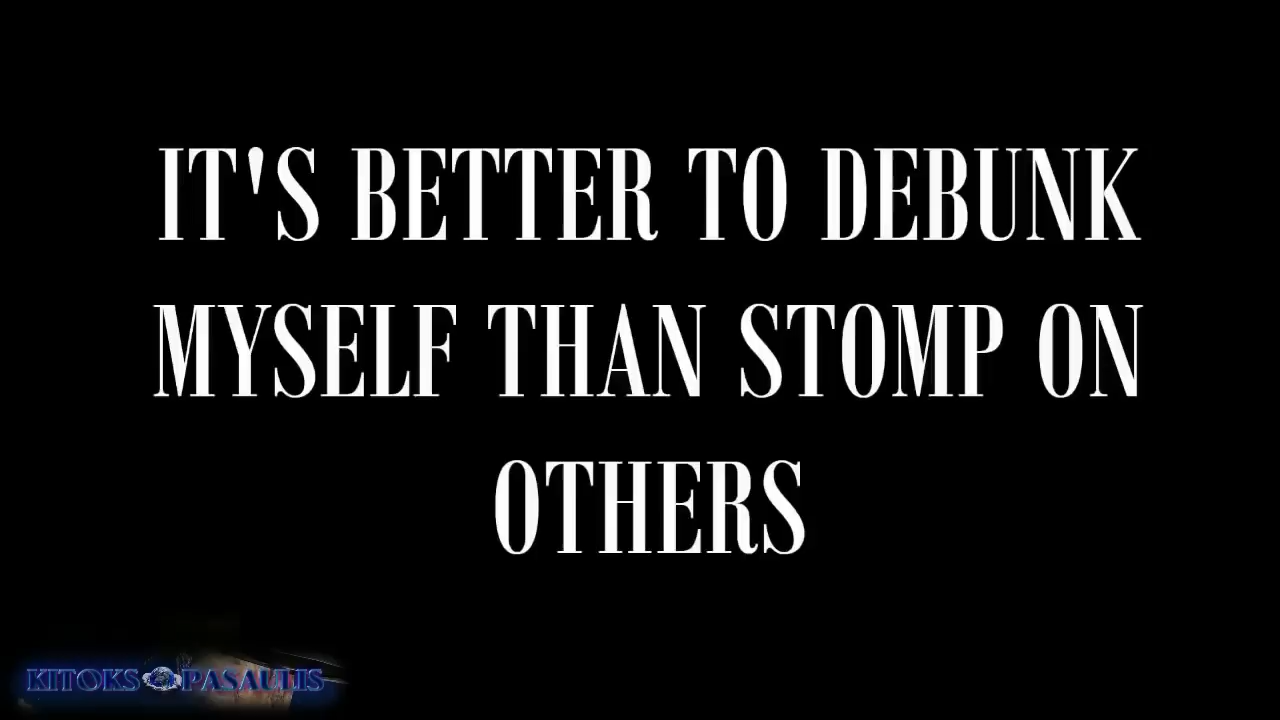 IT'S BETTER TO DEBUNK
MYSELF THAN STOMP ON
OTHERS
KITOKS PASAULIS